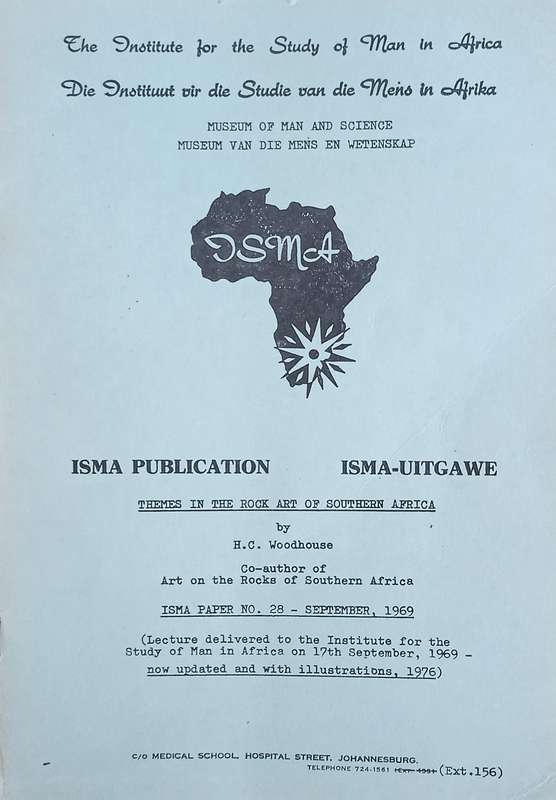 The Institute for the Study of Man in Africa
Die Instituut vir die Studie van die Mens in Afrika
MUSEUM OF MAN AND SCIENCE
MUSEUM VAN DIE MENS EN WETENSKAP
ISMA
ISMA PUBLICATION ISMA-UITGAWE
THEMES IN THE ROCK ART OF SOUTHERN AFRICA
by
H.C. Woodhouse
Co-author of
Art on the Rocks of Southern Africa
ISMA PAPER NO. 28 - SEPTEMBER, 1969
(Lecture delivered to the Institute for the
Study of Man in Africa on 17th September, 1969 -
now updated and with illustrations, 1976)
C/O MEDICAL SCHOOL, HOSPITAL STREET, JOHANNESBURG.
TELEPHONE 724-1561 (Ext.156)